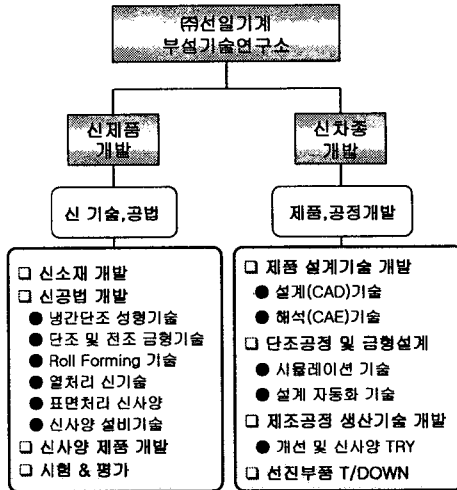 ㈜선일기계
부설기술연구소
신제품
개발
신차종
개발
신 기술,공법
제품,공정개발
❑ 신소재 개발
❑ 신공법 개발
● 냉간단조 성형기술
● 단조 및 전조 금형기술
● Roll Forming 기술
● 열처리 신기술
● 표면처리 신사양
● 신사양 설비기술
❑ 신사양 제품 개발
❑ 시험 & 평가
❑ 제품 설계기술 개발
● 설계(CAD)기술
● 해석(CAE)기술
❑ 단조공정 및 금형설계
● 시뮬레이션 기술
● 설계 자동화 기술
❑ 제조공정 생산기술 개발
● 개선 및 신사양 TRY
❑ 선진부품 T/DOWN